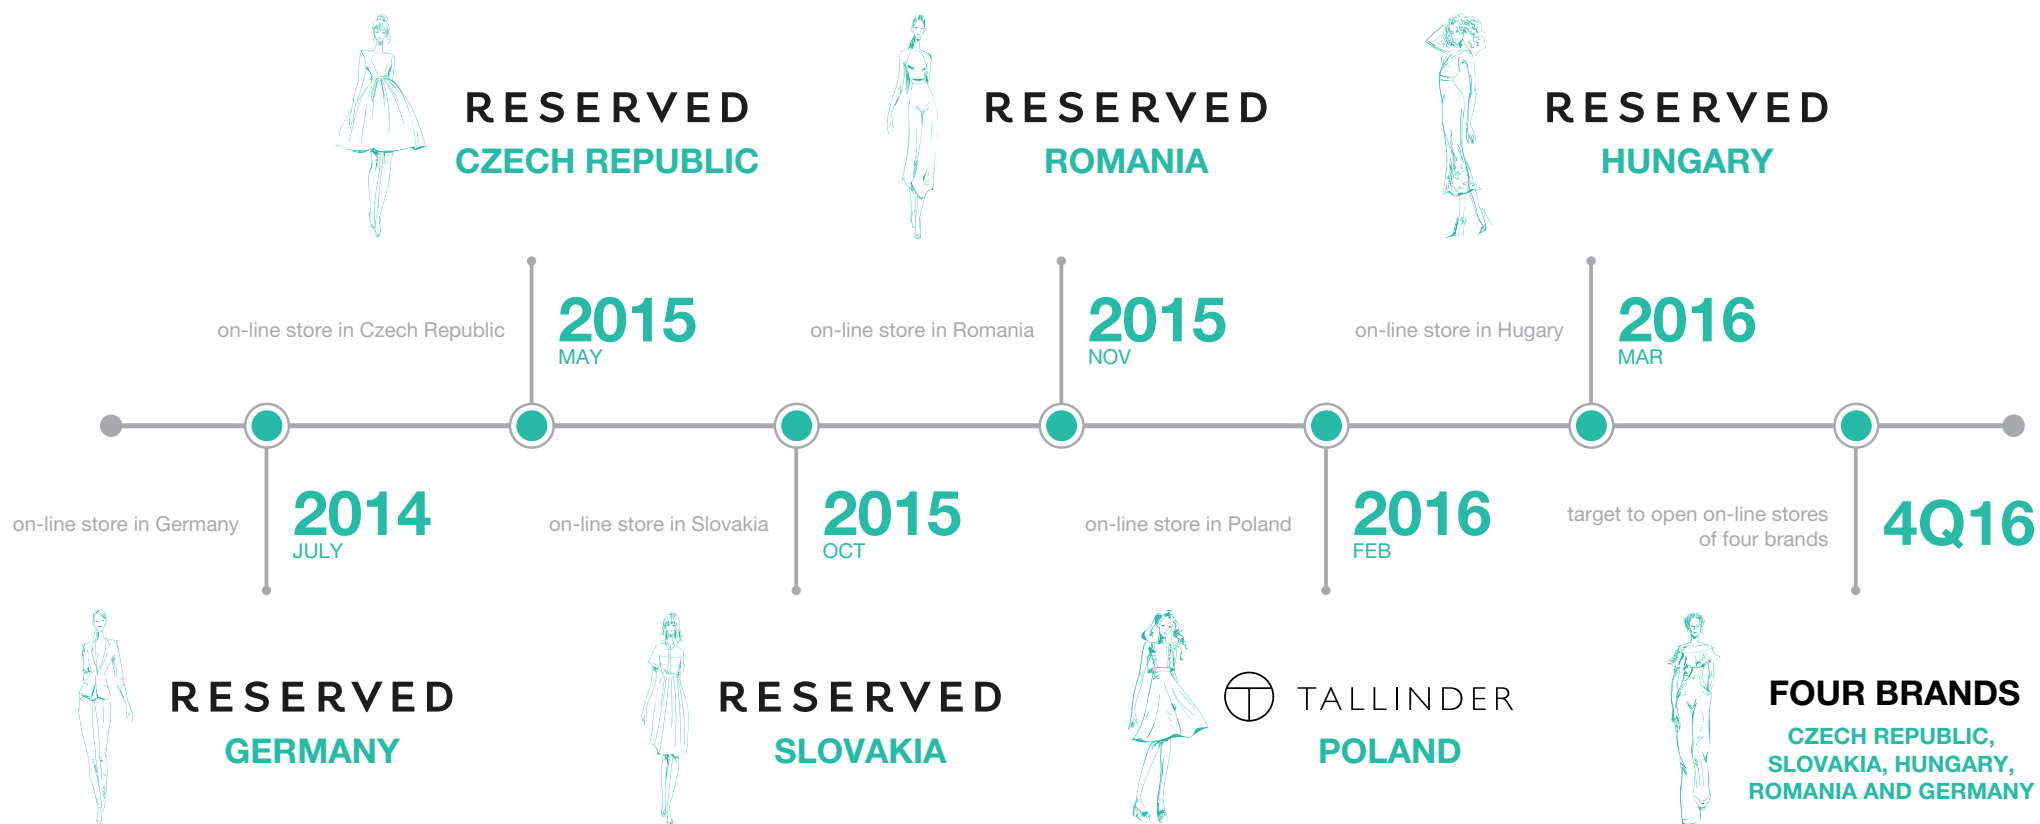 RESERVED
CZECH REPUBLIC
RESERVED
ROMANIA
RESERVED
HUNGARY
on-line store in Czech Republic
2015
MAY
on-line store in Romania
2015
NOV
on-line store in Hugary
2016
MAR
on-line store in Germany
2014
JULY
on-line store in Slovakia
2015
OCT
on-line store in Poland
2016
FEB
target to open on-line stores
of four brands
4Q16
RESERVED
GERMANY
RESERVED
SLOVAKIA
TALLINDER
POLAND
FOUR BRANDS
CZECH REPUBLIC,
SLOVAKIA, HUNGARY,
ROMANIA AND GERMANY